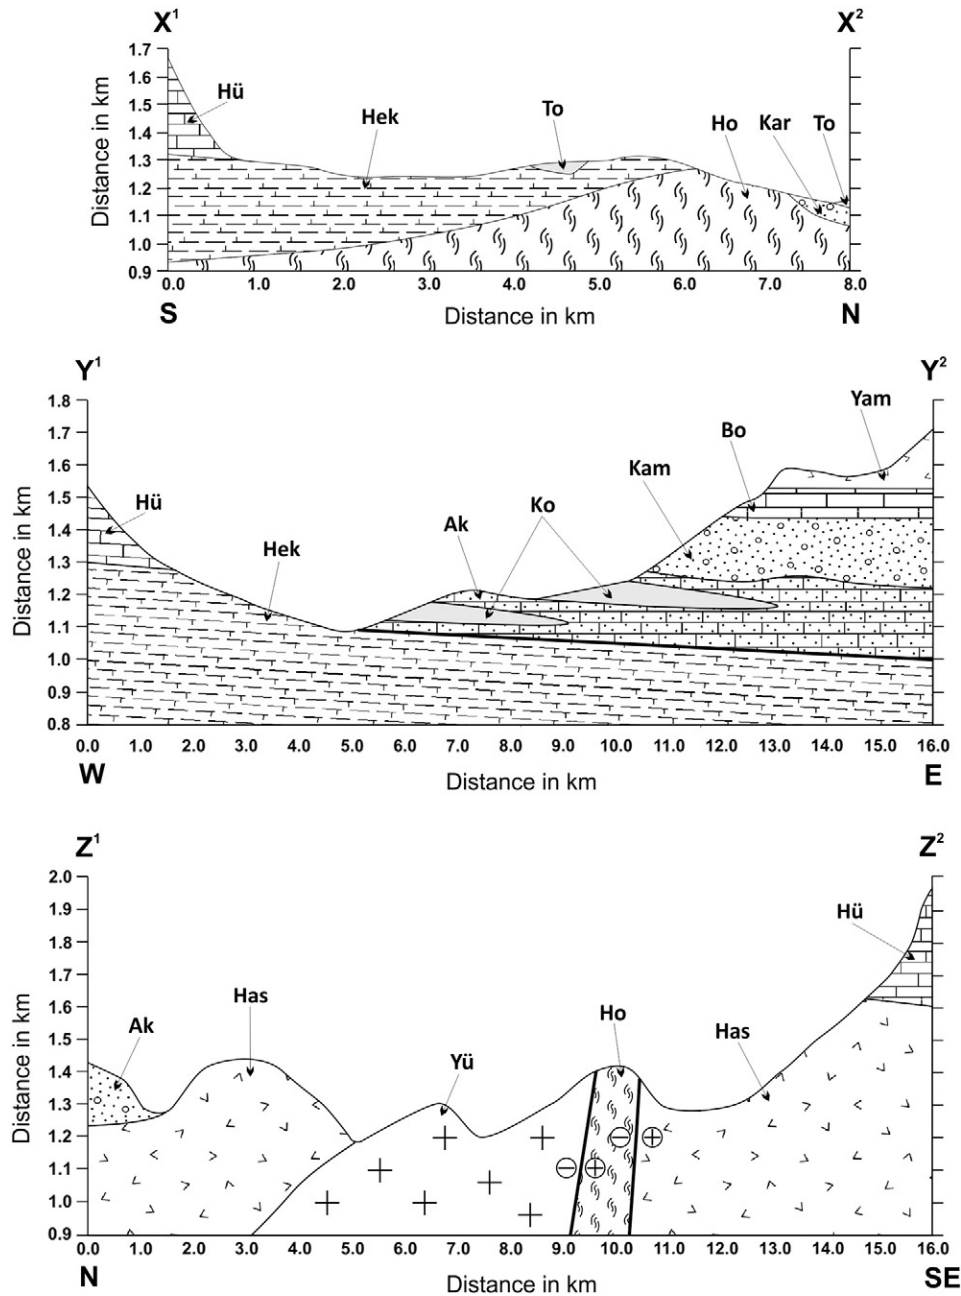 X¹ X²
Distance in km
1.7
1.6
1.5
1.4
1.3
1.2
1.1
1.0
0.9
Hü
Hek
To
Ho Kar To
0.0 1.0 2.0 3.0 4.0 5.0 6.0 7.0 8.0
S Distance in km N
Y¹ Y²
Distance in km
1.8
1.7
1.6
1.5
1.4
1.3
1.2
1.1
1.0
0.9
0.8
Yam
Bo
Kam
Hü
Ko
Ak
Hek
0.0 1.0 2.0 3.0 4.0 5.0 6.0 7.0 8.0 9.0 10.0 11.0 12.0 13.0 14.0 15.0 16.0
W Distance in km E
Z¹ Z²
Distance in km
2.0
1.9
1.8
1.7
1.6
1.5
1.4
1.3
1.2
1.1
1.0
0.9
Hü
Has
Ho
Ak
Has
Yü
0.0 1.0 2.0 3.0 4.0 5.0 6.0 7.0 8.0 9.0 10.0 11.0 12.0 13.0 14.0 15.0 16.0
N Distance in km SE